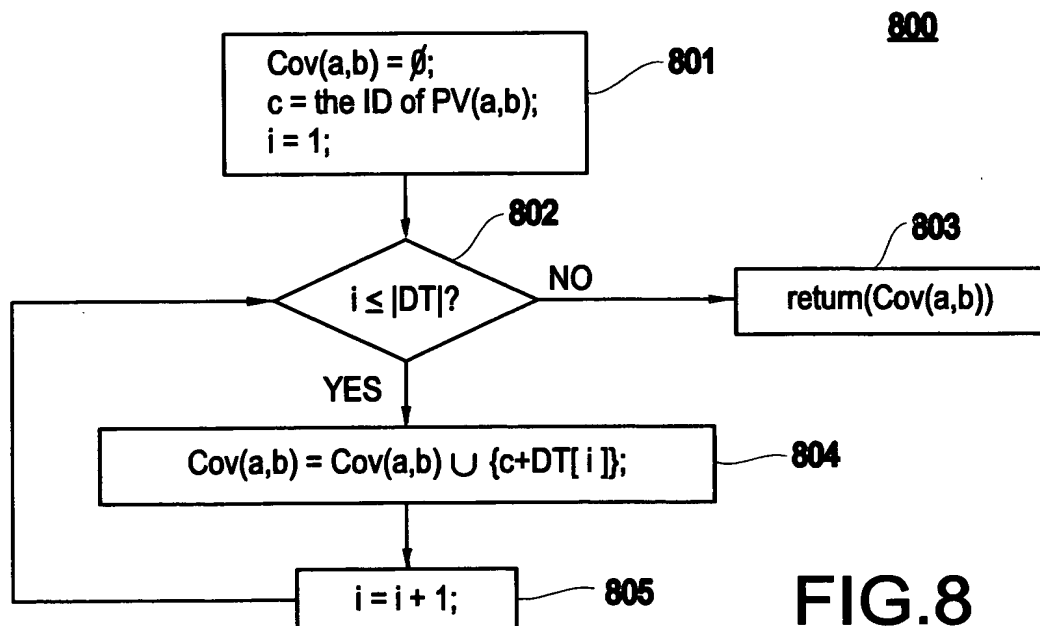 800
Cov(a,b) = ∅;
c = the ID of PV(a,b);
i = 1;
801
802
i ≤ |DT|?
NO
803
return(Cov(a,b))
YES
Cov(a,b) = Cov(a,b) ∪ {c+DT[ i ]};
804
i = i + 1;
805
FIG.8